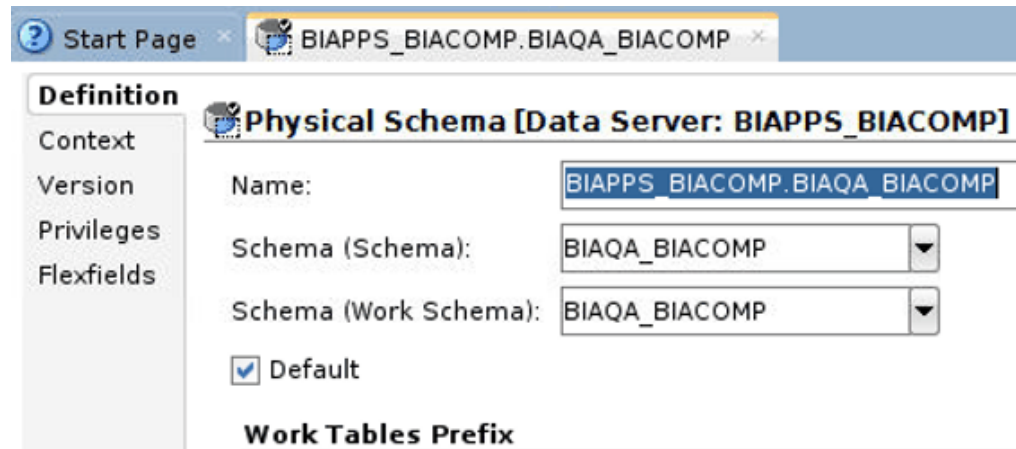 Start Page
BIAPPS_BIACOMP.BIAQA_BIACOMP
Definition
Context
Version
Privileges
Flexfields
Physical Schema [Data Server: BIAPPS_BIACOMP]
Name: BIAPPS_BIACOMP.BIAQA_BIACOMP
Schema (Schema): BIAQA_BIACOMP
Schema (Work Schema): BIAQA_BIACOMP
Default
Work Tables Prefix